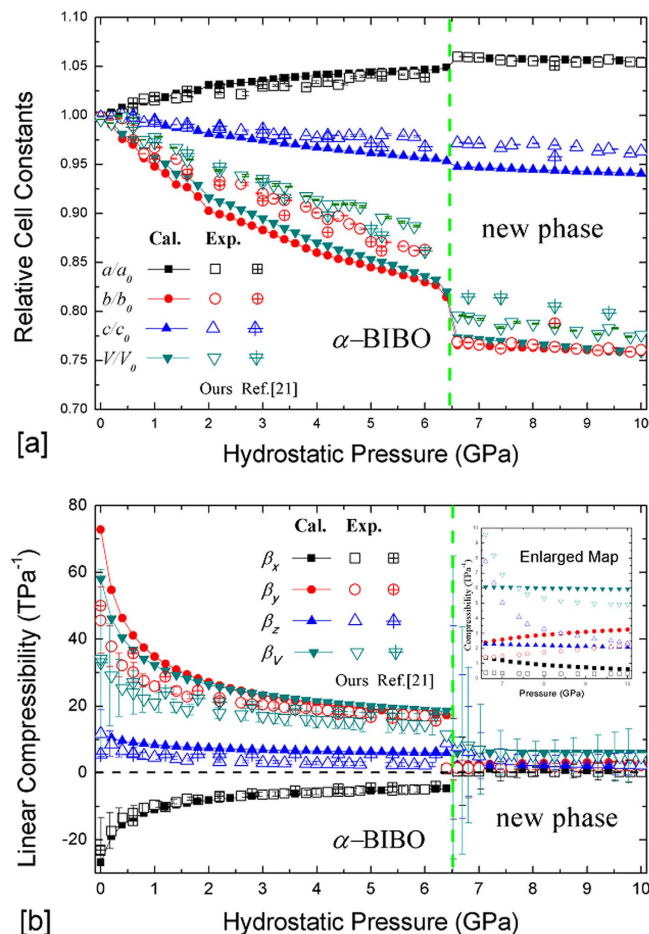 1.10
1.05
1.00
0.95
0.90
0.85
0.80
0.75
0.70
Relative Cell Constants
Cal. Exp.
a/a0
b/b0
c/c0
V/V0
Ours Ref.[21]
α–BIBO
new phase
0 1 2 3 4 5 6 7 8 9 10
Hydrostatic Pressure (GPa)
[a]
80
60
40
20
0
-20
Linear Compressibility (TPa⁻¹)
Cal. Exp.
βx
βy
βz
βV
Ours Ref.[21]
Enlarged Map
Compressibility (TPa⁻¹)
Pressure (GPa)
α–BIBO
new phase
0 1 2 3 4 5 6 7 8 9 10
Hydrostatic Pressure (GPa)
[b]